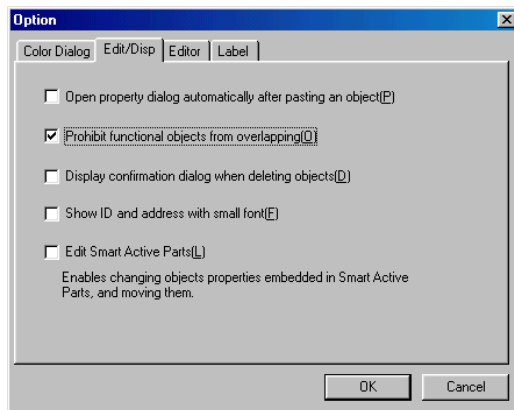 Option
Color Dialog Edit/Disp Editor Label
Open property dialog automatically after pasting an object(P)
Prohibit functional objects from overlapping(O)
Display confirmation dialog when deleting objects(D)
Show ID and address with small font(F)
Edit Smart Active Parts(L)
Enables changing objects properties embedded in Smart Active
Parts, and moving them.
OK Cancel